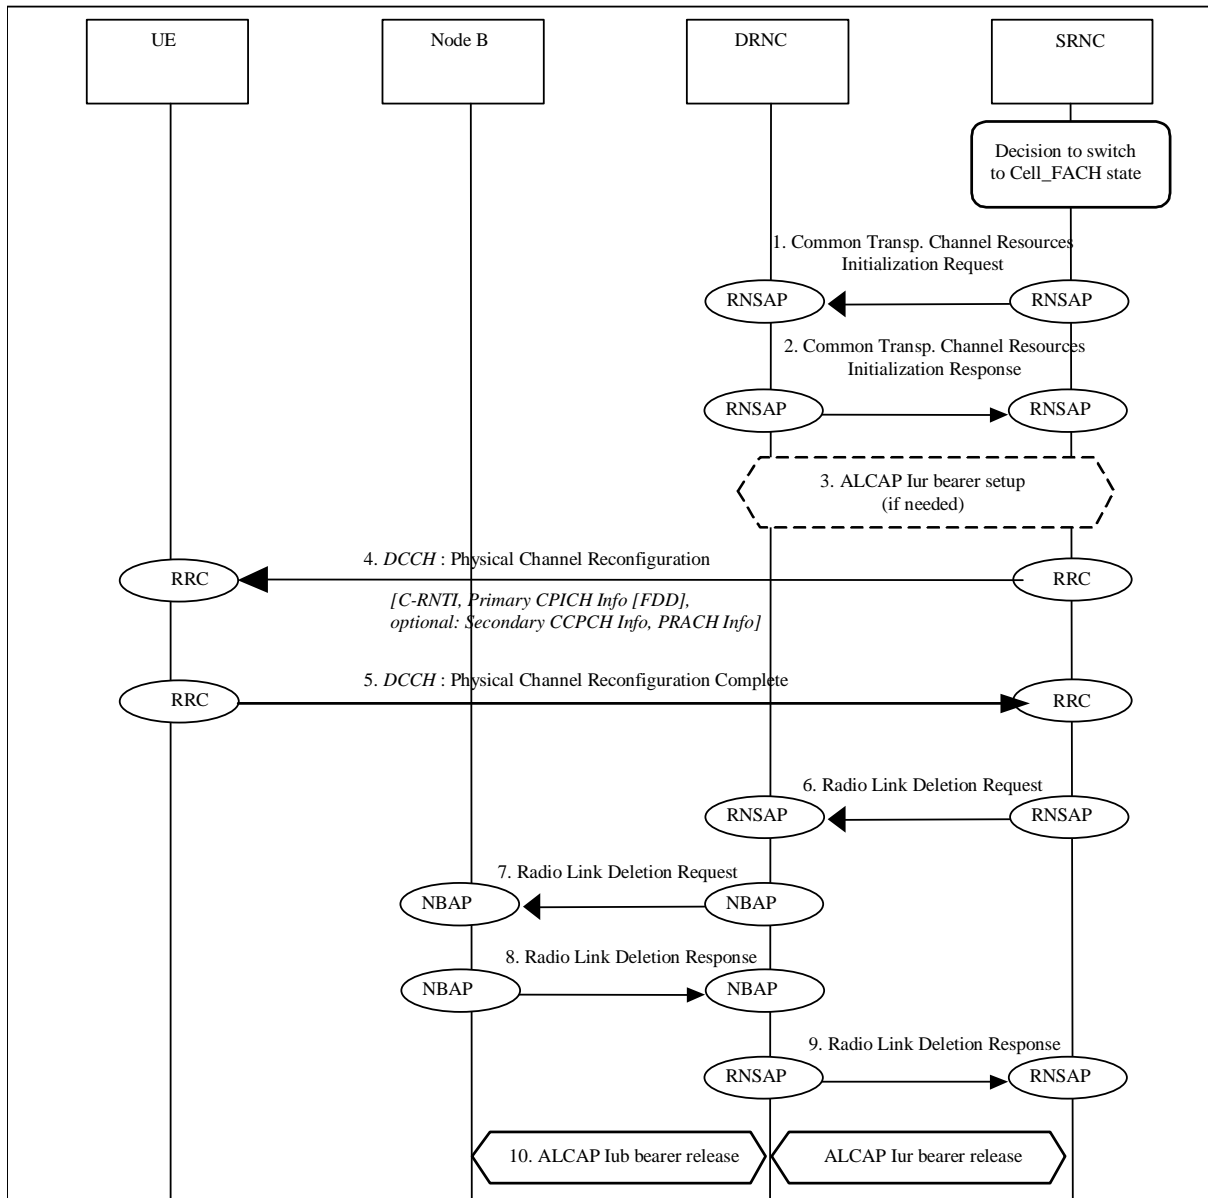 UE
Node B
DRNC
SRNC
Decision to switch
to Cell_FACH state
1. Common Transp. Channel Resources
Initialization Request
RNSAP
RNSAP
2. Common Transp. Channel Resources
Initialization Response
RNSAP
RNSAP
3. ALCAP Iur bearer setup
(if needed)
4. DCCH : Physical Channel Reconfiguration
RRC
RRC
[C-RNTI, Primary CPICH Info [FDD],
optional: Secondary CCPCH Info, PRACH Info]
5. DCCH : Physical Channel Reconfiguration Complete
RRC
RRC
6. Radio Link Deletion Request
RNSAP
RNSAP
7. Radio Link Deletion Request
NBAP
NBAP
8. Radio Link Deletion Response
NBAP
NBAP
9. Radio Link Deletion Response
RNSAP
RNSAP
10. ALCAP Iub bearer release
ALCAP Iur bearer release